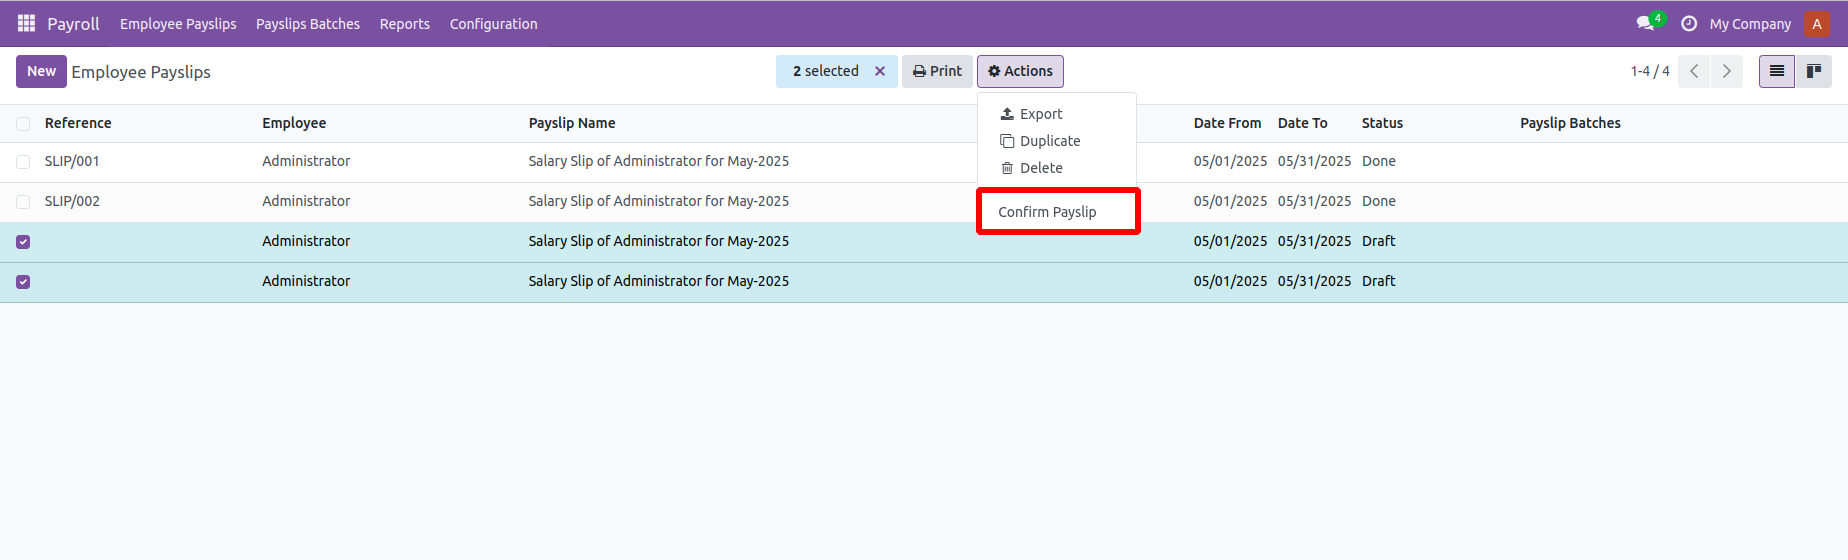 Payroll Employee Payslips Payslips Batches Reports Configuration 4 My Company A
New Employee Payslips 2 selected Print Actions 1-4 / 4
Export
Duplicate
Delete
Confirm Payslip
Reference Employee Payslip Name Date From Date To Status Payslip Batches
SLIP/001 Administrator Salary Slip of Administrator for May-2025 05/01/2025 05/31/2025 Done
SLIP/002 Administrator Salary Slip of Administrator for May-2025 05/01/2025 05/31/2025 Done
Administrator Salary Slip of Administrator for May-2025 05/01/2025 05/31/2025 Draft
Administrator Salary Slip of Administrator for May-2025 05/01/2025 05/31/2025 Draft